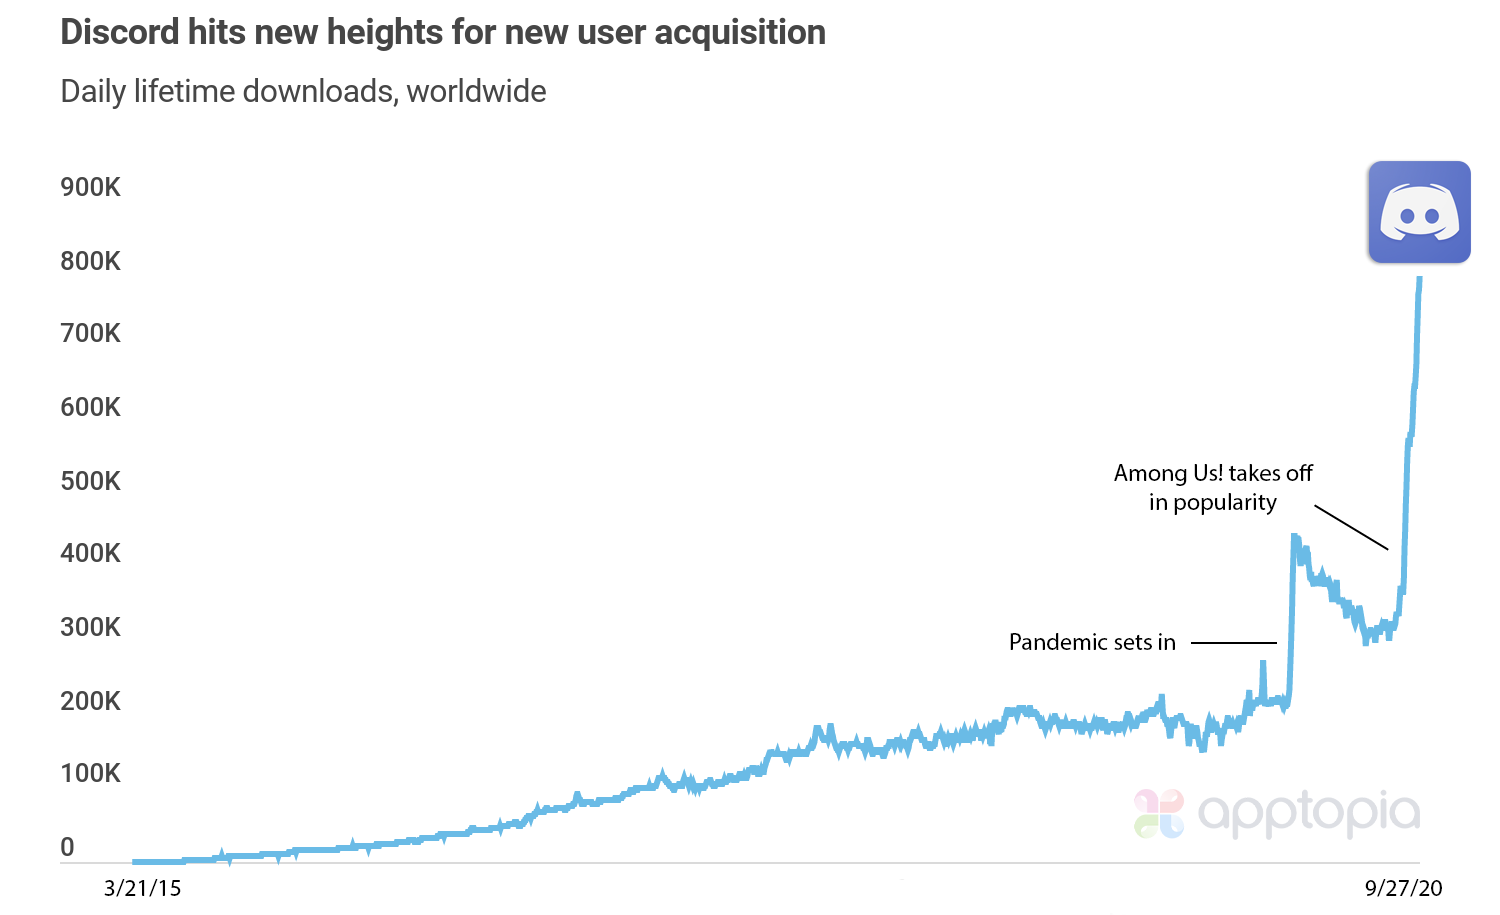 Discord hits new heights for new user acquisition
Daily lifetime downloads, worldwide
900K
800K
700K
600K
500K
Among Us! takes off
in popularity
400K
300K
Pandemic sets in
200K
100K
apptopia
0
3/21/15
9/27/20